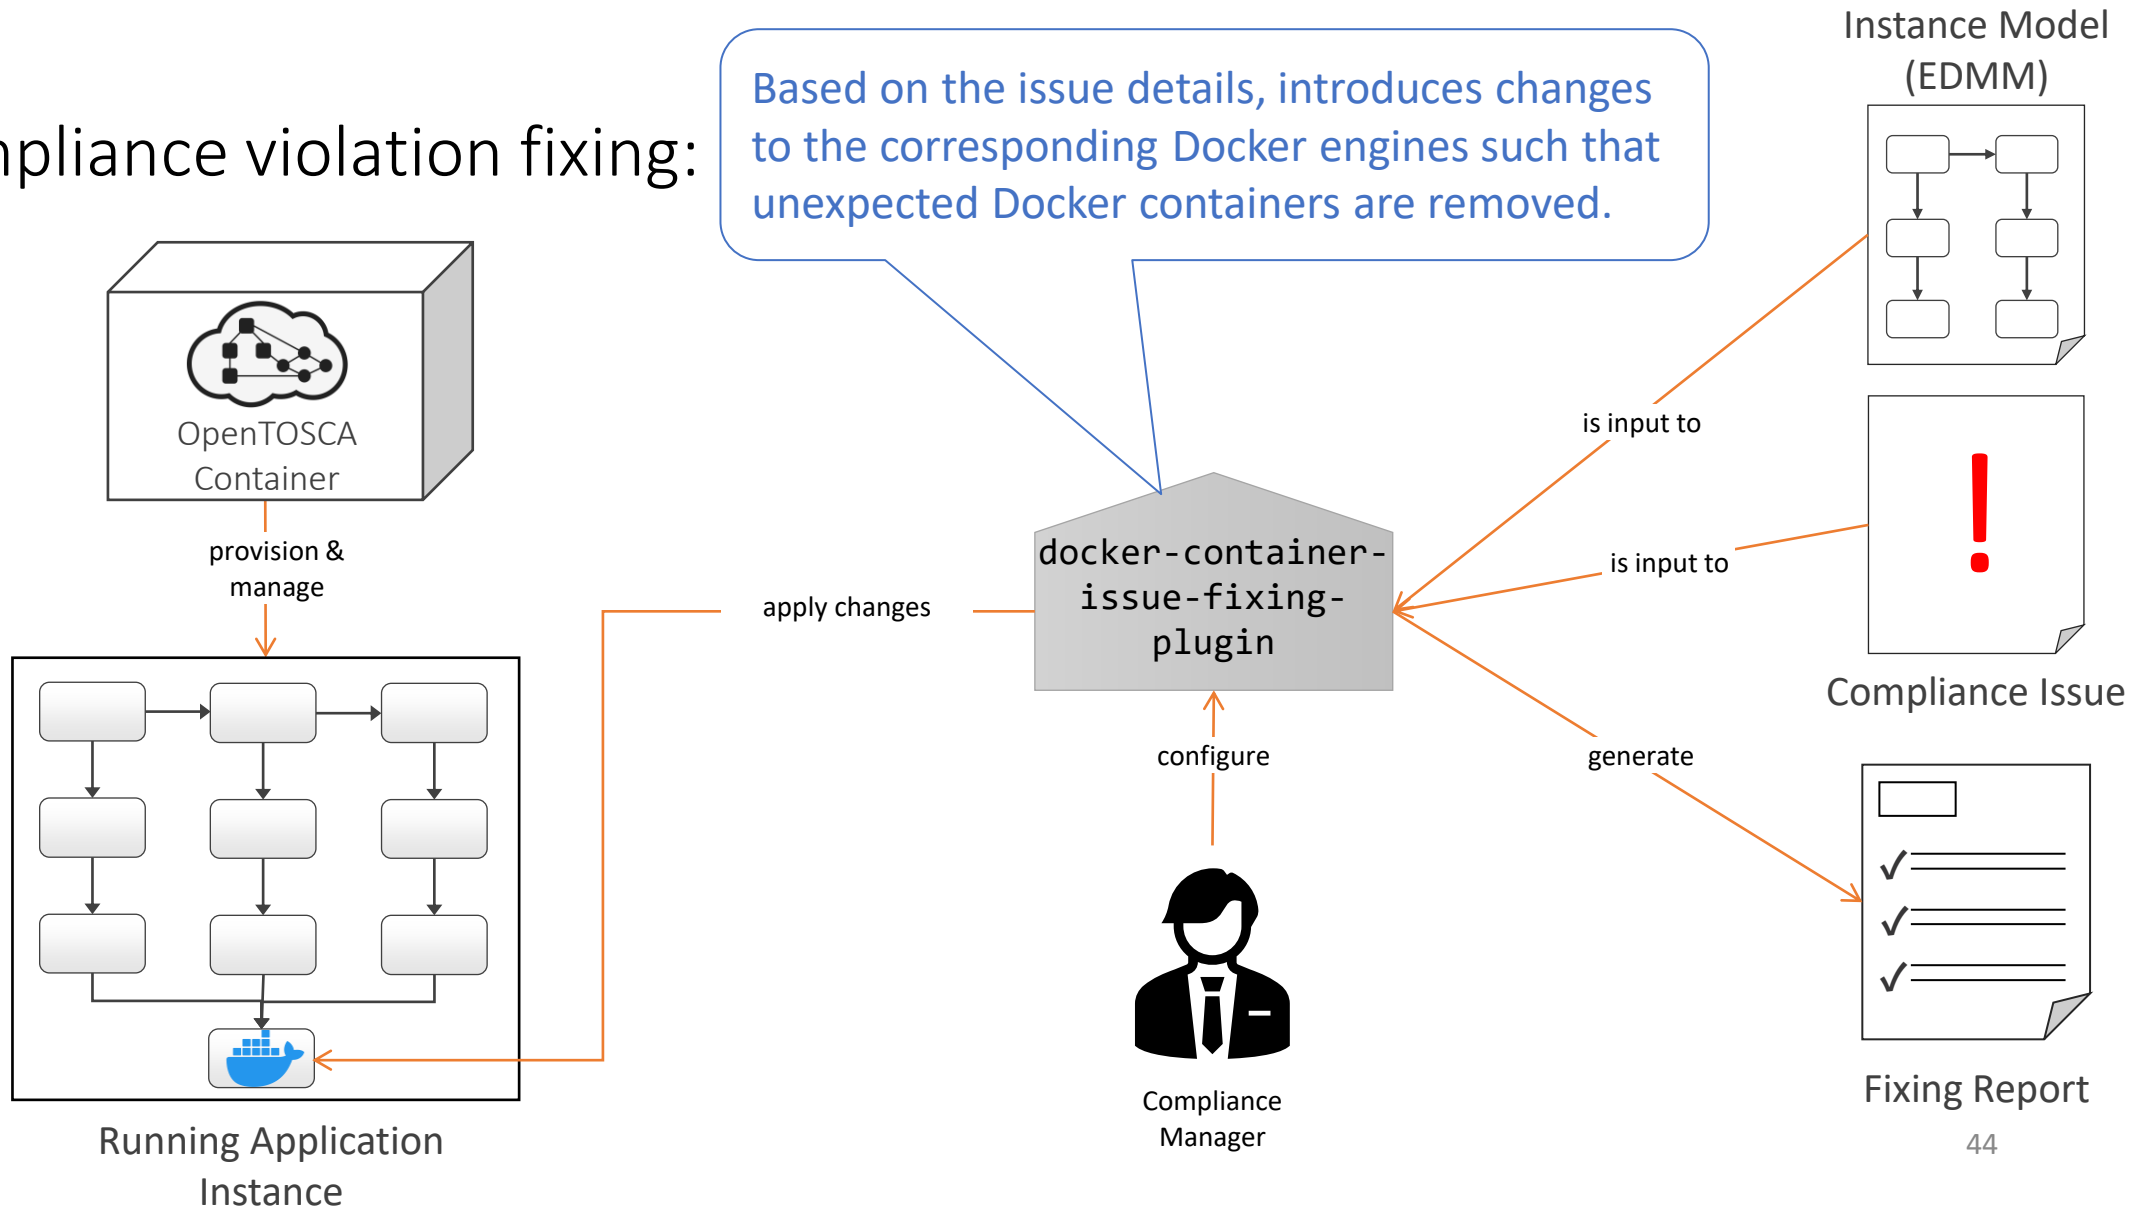 mpliance violation fixing:
Based on the issue details, introduces changes
to the corresponding Docker engines such that
unexpected Docker containers are removed.
Instance Model
(EDMM)
OpenTOSCA
Container
provision &
manage
is input to
is input to
docker-container-
issue-fixing-
plugin
apply changes
Compliance Issue
configure
generate
Compliance
Manager
Fixing Report
Running Application
Instance
44